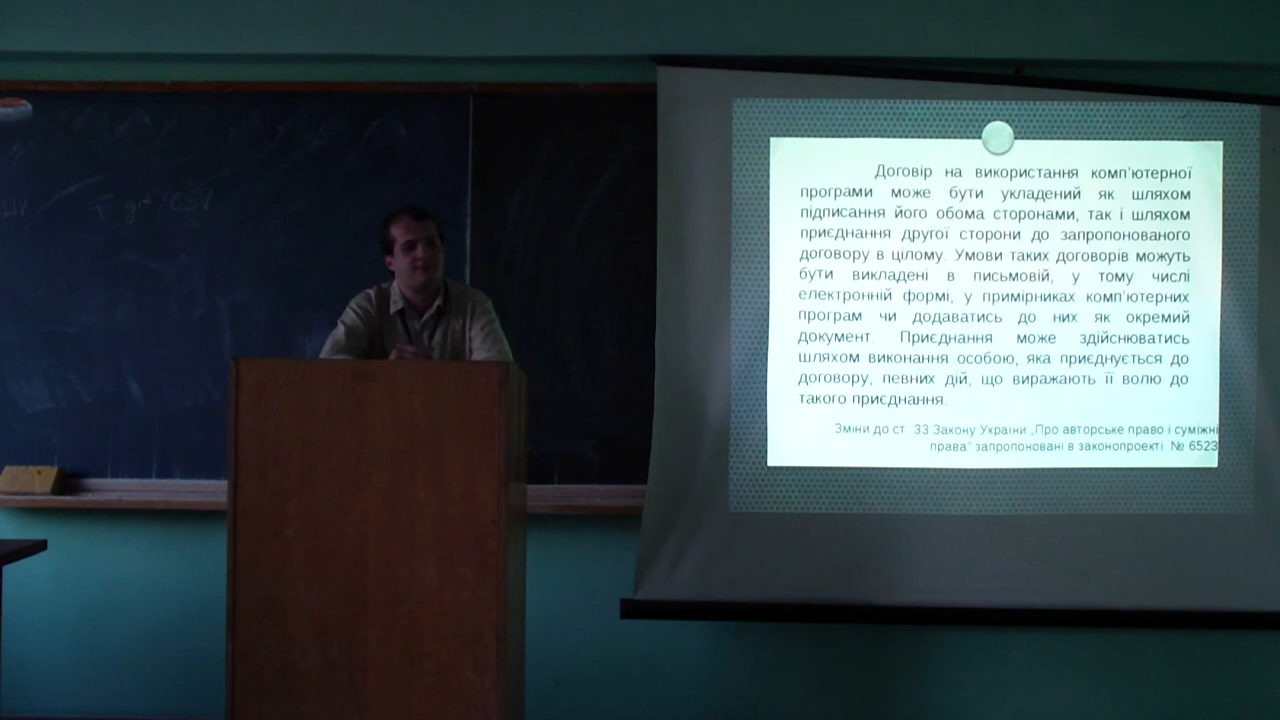 Договір на використання комп'ютерної
програми може бути укладений як шляхом
підписання його обома сторонами, так і шляхом
приєднання другої сторони до запропонованого
договору в цілому. Умови таких договорів можуть
бути викладені в письмовій, у тому числі
електронній формі, у примірниках комп'ютерних
програм чи додаватись до них як окремий
документ. Приєднання може здійснюватись
шляхом виконання особою, яка приєднується до
договору, певних дій, що виражають її волю до
такого приєднання.
Зміни до ст. 33 Закону України „Про авторське право і суміжні
права" запропоновані в законопроекті № 6523